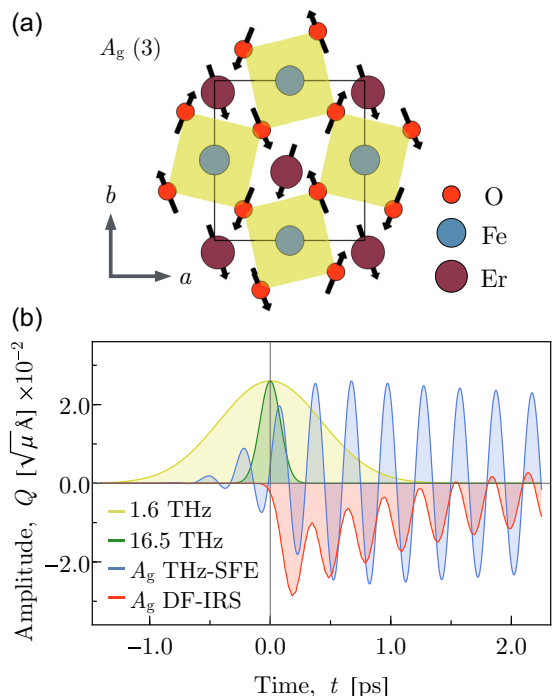 (a)
A_g (3)
b
a
O
Fe
Er
(b)
Amplitude, Q [√μ Å] ×10⁻²
2.0
0.0
−2.0
1.6 THz
16.5 THz
A_g THz-SFE
A_g DF-IRS
−1.0
0.0
1.0
2.0
Time, t [ps]